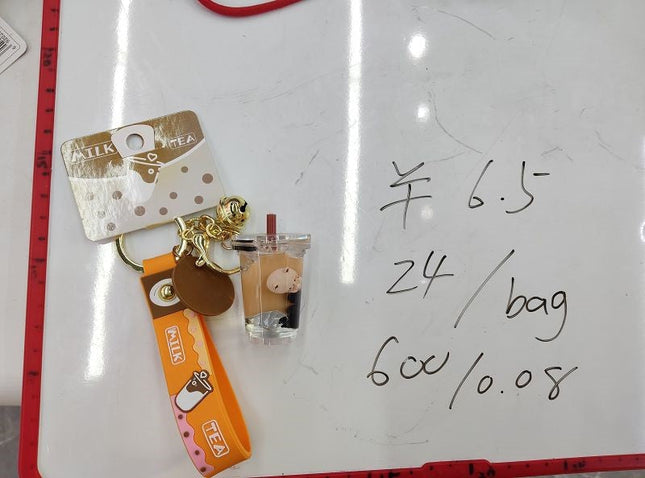 MILK TEA
¥ 6.5
24 / bag
600 / 0.08
MILK
TEA